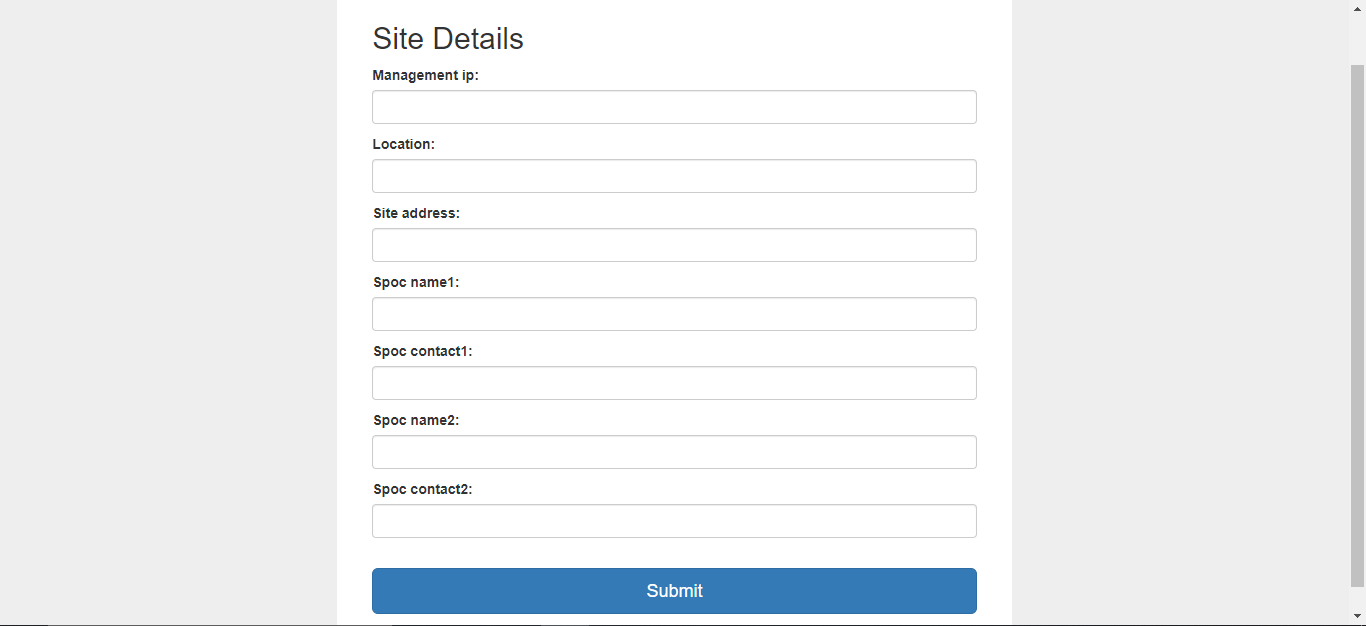 Site Details
Management ip:
Location:
Site address:
Spoc name1:
Spoc contact1:
Spoc name2:
Spoc contact2:
Submit